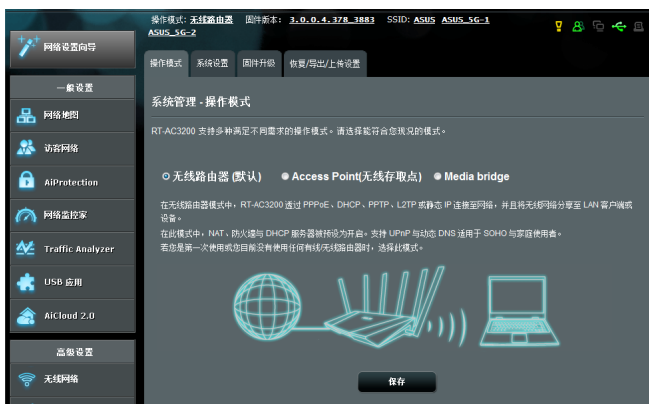 操作模式: 无线路由器 固件版本: 3.0.0.4.378_3883 SSID: ASUS ASUS_5G-1
ASUS_5G-2
网络设置向导
操作模式 系统设置 固件升级 恢复/导出/上传设置
一般设置
系统管理 - 操作模式
网络地图
RT-AC3200 支持多种满足不同需求的操作模式。请选择能符合您现况的模式。
访客网络
无线路由器 (默认) Access Point(无线存取点) Media bridge
AiProtection
在无线路由器模式中，RT-AC3200 透过 PPPoE、DHCP、PPTP、L2TP 或静态 IP 连接至网络，并且将无线网络分享至 LAN 客户端或
设备。
网络监控家
在此模式中，NAT、防火墙与 DHCP 服务器被预设为开启。支持 UPnP 与动态 DNS 适用于 SOHO 与家庭使用者。
若您是第一次使用或您目前没有使用任何有线/无线路由器时，选择此模式。
Traffic Analyzer
USB 应用
AiCloud 2.0
高级设置
无线网络
保存